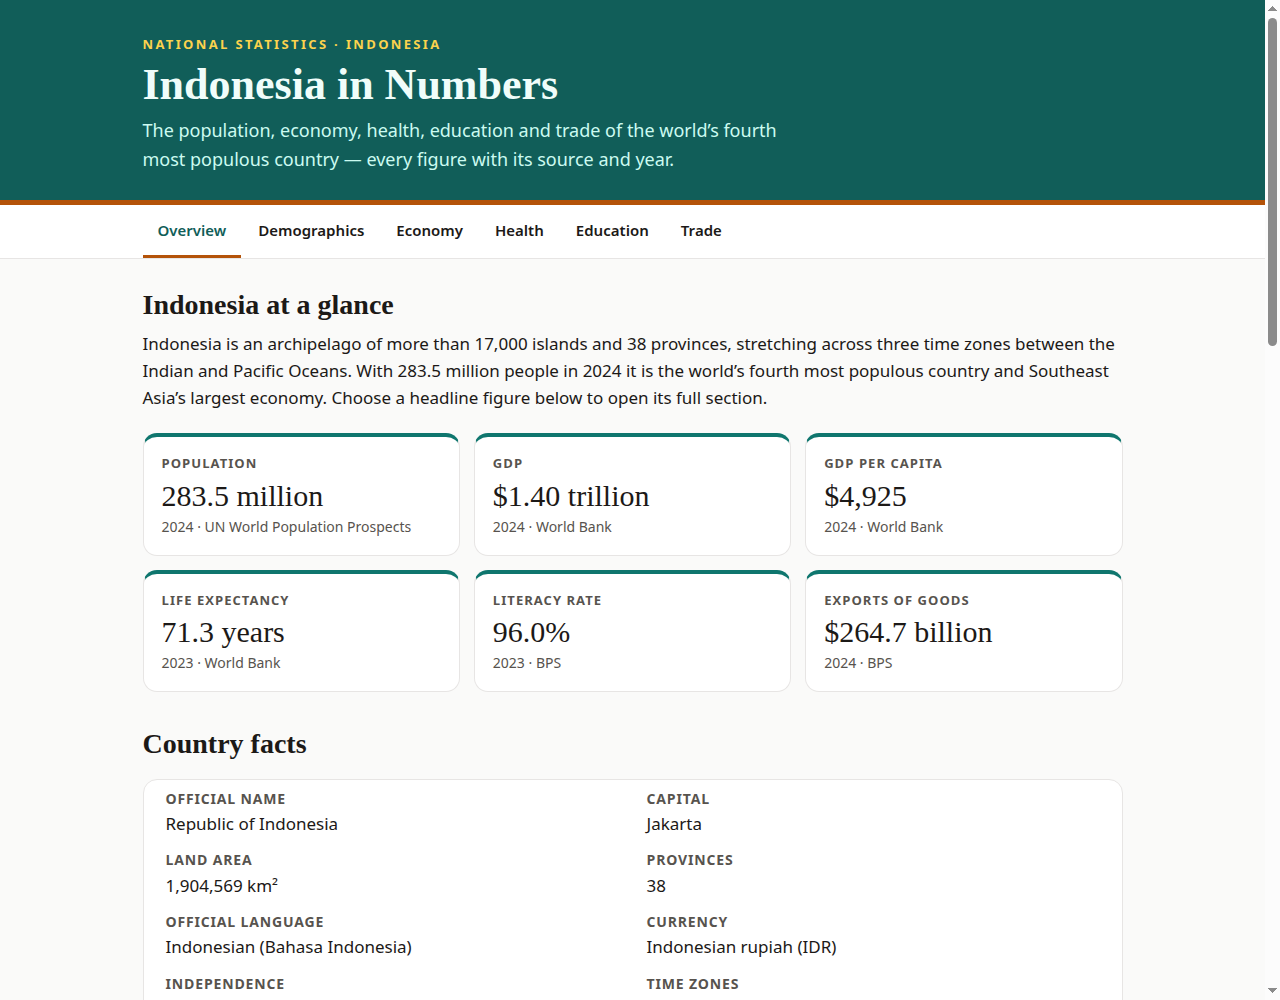 NATIONAL STATISTICS · INDONESIA
Indonesia in Numbers
The population, economy, health, education and trade of the world’s fourth
most populous country — every figure with its source and year.
Overview Demographics Economy Health Education Trade
Indonesia at a glance
Indonesia is an archipelago of more than 17,000 islands and 38 provinces, stretching across three time zones between the
Indian and Pacific Oceans. With 283.5 million people in 2024 it is the world’s fourth most populous country and Southeast
Asia’s largest economy. Choose a headline figure below to open its full section.
POPULATION
283.5 million
2024 · UN World Population Prospects
GDP
$1.40 trillion
2024 · World Bank
GDP PER CAPITA
$4,925
2024 · World Bank
LIFE EXPECTANCY
71.3 years
2023 · World Bank
LITERACY RATE
96.0%
2023 · BPS
EXPORTS OF GOODS
$264.7 billion
2024 · BPS
Country facts
OFFICIAL NAME
Republic of Indonesia
CAPITAL
Jakarta
LAND AREA
1,904,569 km²
PROVINCES
38
OFFICIAL LANGUAGE
Indonesian (Bahasa Indonesia)
CURRENCY
Indonesian rupiah (IDR)
INDEPENDENCE
TIME ZONES